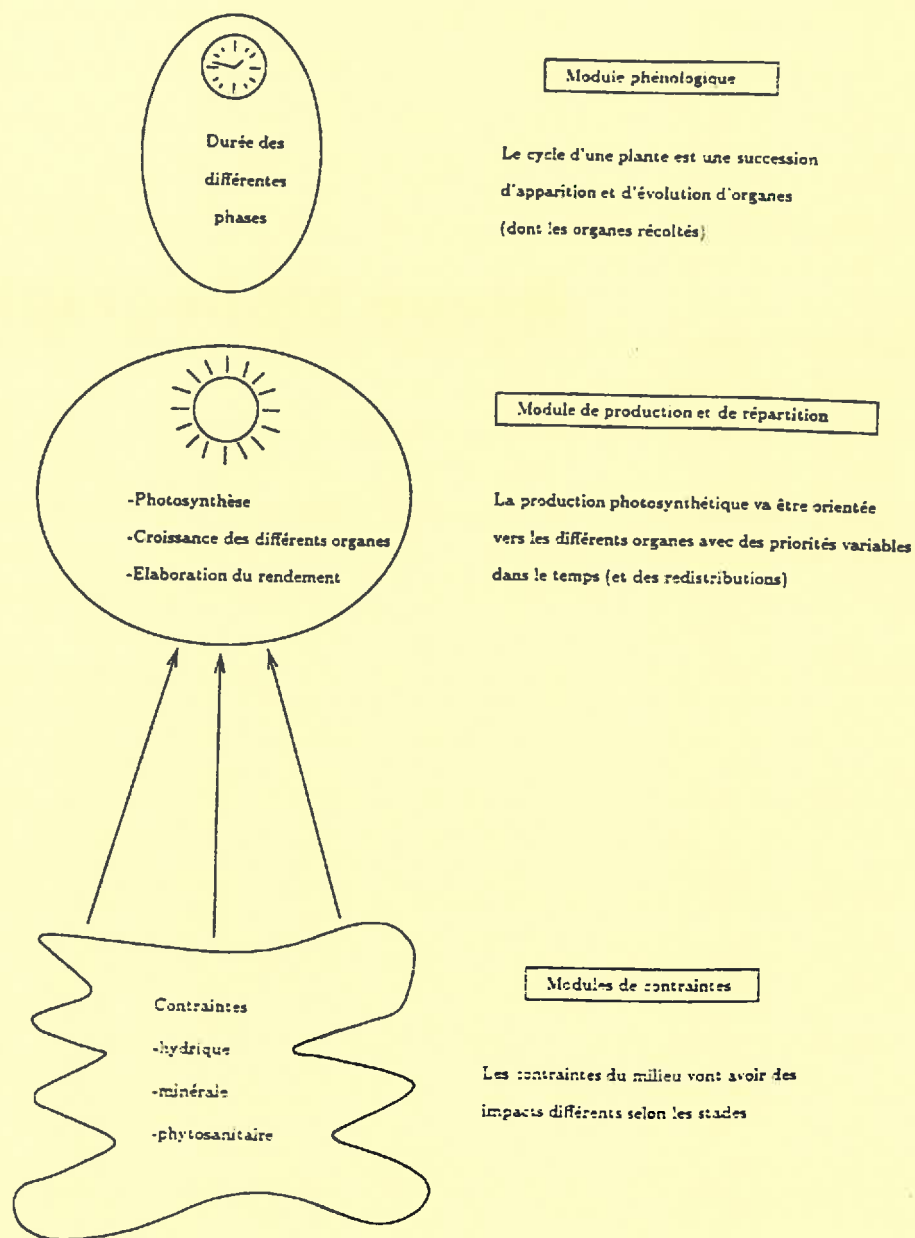 Durée des
différentes
phases
Module phénologique
Le cycle d'une plante est une succession
d'apparition et d'évolution d'organes
(dont les organes récoltés)
-Photosynthèse
-Croissance des différents organes
-Elaboration du rendement
Module de production et de répartition
La production photosynthétique va être orientée
vers les différents organes avec des priorités variables
dans le temps (et des redistributions)
Contraintes
-hydrique
-minérale
-phytosanitaire
Modules de contraintes
Les contraintes du milieu vont avoir des
impacts différents selon les stades